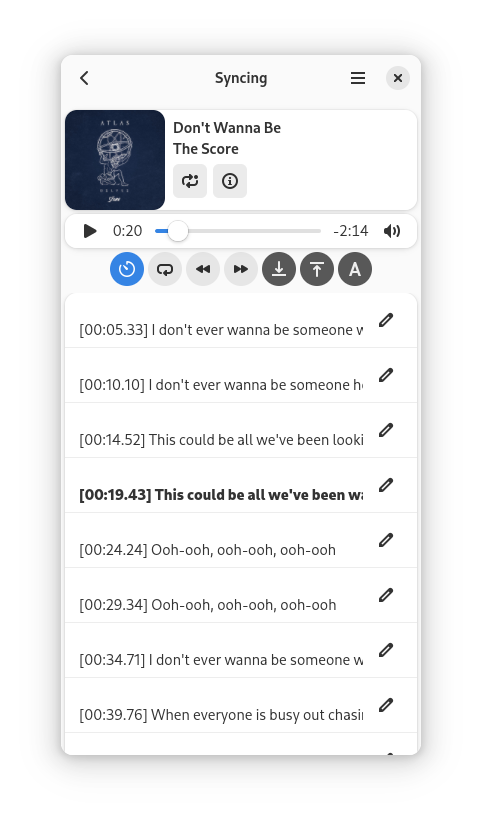 Syncing
ATLAS
Don't Wanna Be
The Score
0:20
-2:14
A
[00:05.33] I don't ever wanna be someone w
[00:10.10] I don't ever wanna be someone h
[00:14.52] This could be all we've been looki
[00:19.43] This could be all we've been wa
[00:24.24] Ooh-ooh, ooh-ooh, ooh-ooh
[00:29.34] Ooh-ooh, ooh-ooh, ooh-ooh
[00:34.71] I don't ever wanna be someone w
[00:39.76] When everyone is busy out chasi